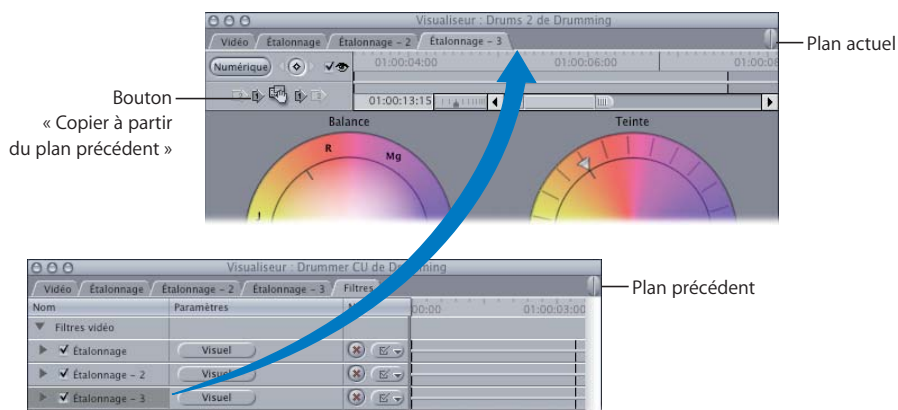 Visualiseur : Drums 2 de Drumming
Vidéo Étalonnage Étalonnage – 2 Étalonnage – 3
Plan actuel
Numérique 01:00:04:00 01:00:06:00 01:00:08
01:00:13:15
Bouton
« Copier à partir
du plan précédent »
Balance Teinte
R Mg
J
Visualiseur : Drummer CU de Drumming
Vidéo Étalonnage Étalonnage – 2 Étalonnage – 3 Filtres
Plan précédent
Nom Paramètres 00:00 01:00:03:00
Filtres vidéo
Étalonnage Visuel
Étalonnage – 2 Visuel
Étalonnage – 3 Visuel